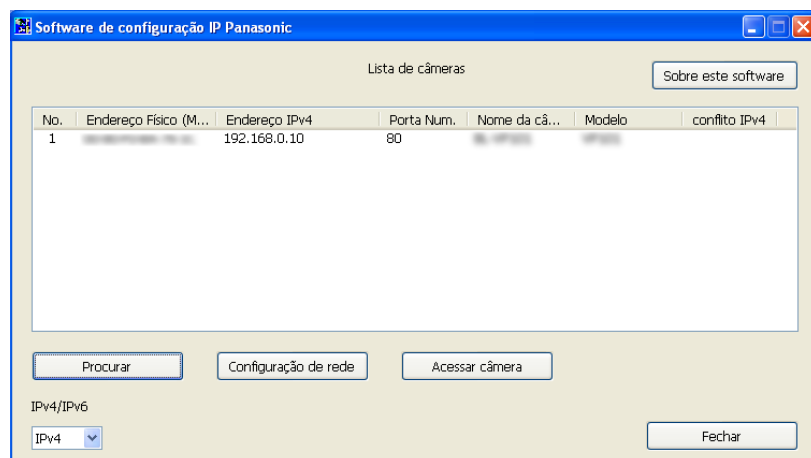 Software de configuração IP Panasonic
Lista de câmeras
Sobre este software
No. Endereço Físico (M... Endereço IPv4 Porta Num. Nome da câ... Modelo conflito IPv4
1 192.168.0.10 80
Procurar Configuração de rede Acessar câmera
IPv4/IPv6
IPv4
Fechar